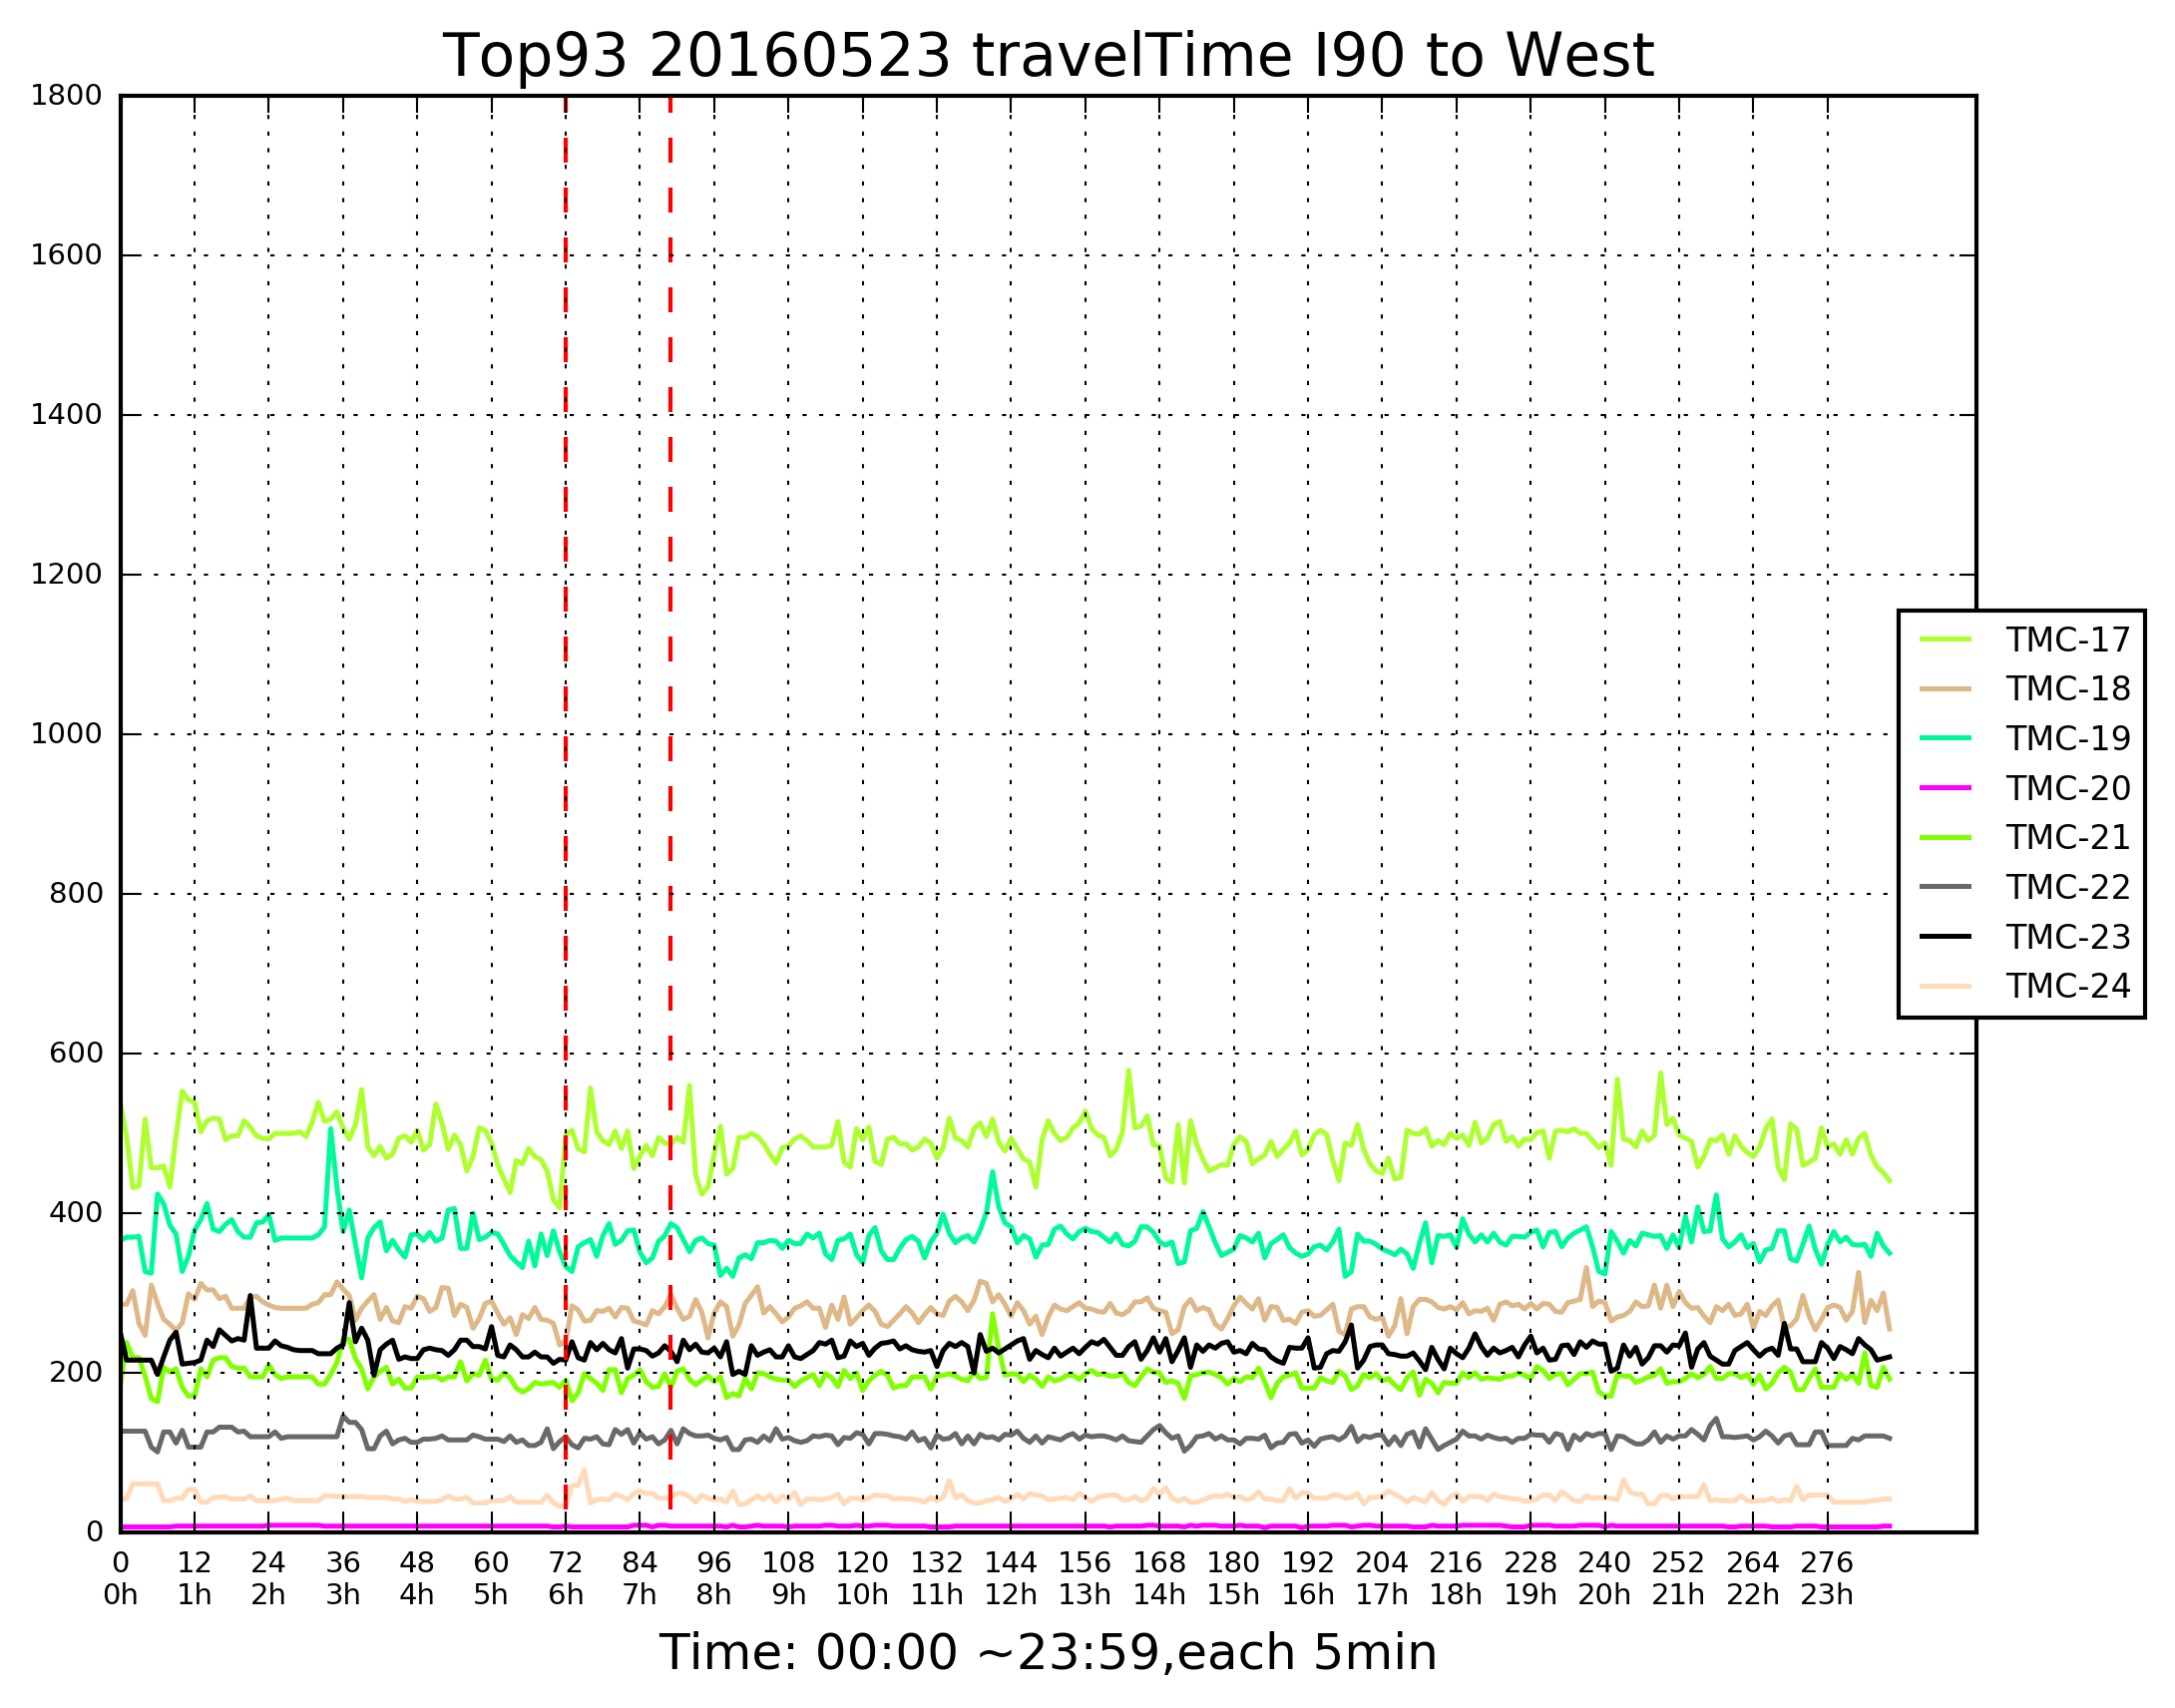 Top93 20160523 travelTime I90 to West
1800
1600
1400
1200
1000
800
600
400
200
0
TMC-17
TMC-18
TMC-19
TMC-20
TMC-21
TMC-22
TMC-23
TMC-24
0 12 24 36 48 60 72 84 96 108 120 132 144 156 168 180 192 204 216 228 240 252 264 276
0h 1h 2h 3h 4h 5h 6h 7h 8h 9h 10h 11h 12h 13h 14h 15h 16h 17h 18h 19h 20h 21h 22h 23h
Time: 00:00 ~23:59,each 5min